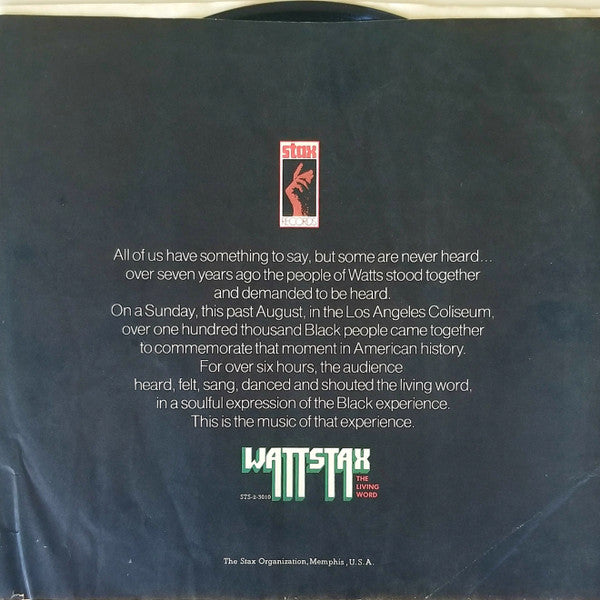 stax
RECORDS
All of us have something to say, but some are never heard...
over seven years ago the people of Watts stood together
and demanded to be heard.
On a Sunday, this past August, in the Los Angeles Coliseum,
over one hundred thousand Black people came together
to commemorate that moment in American history.
For over six hours, the audience
heard, felt, sang, danced and shouted the living word,
in a soulful expression of the Black experience.
This is the music of that experience.
WATTSTAX
THE
LIVING
WORD
STS-2-3010
The Stax Organization, Memphis, U.S.A.